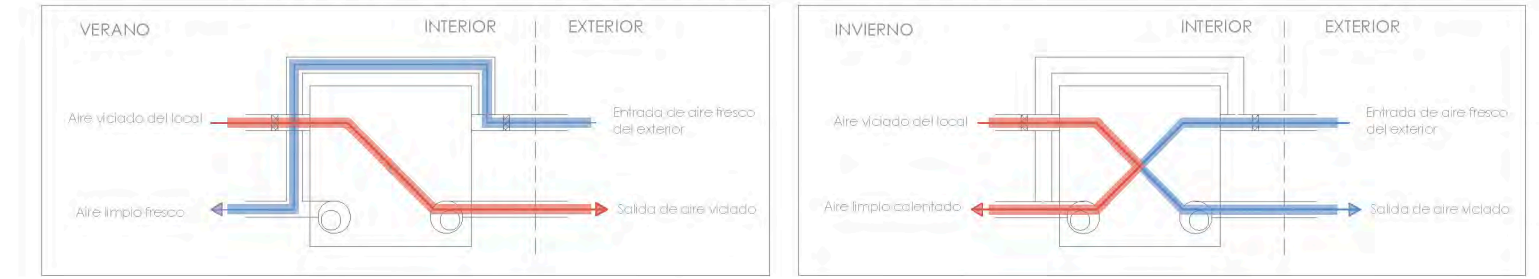 VERANO
INTERIOR
EXTERIOR
Aire viciado del local
Entrada de aire fresco
del exterior
Aire limpio fresco
Salida de aire viciado
INVIERNO
INTERIOR
EXTERIOR
Aire viciado del local
Entrada de aire fresco
del exterior
Aire limpio calentado
Salida de aire viciado